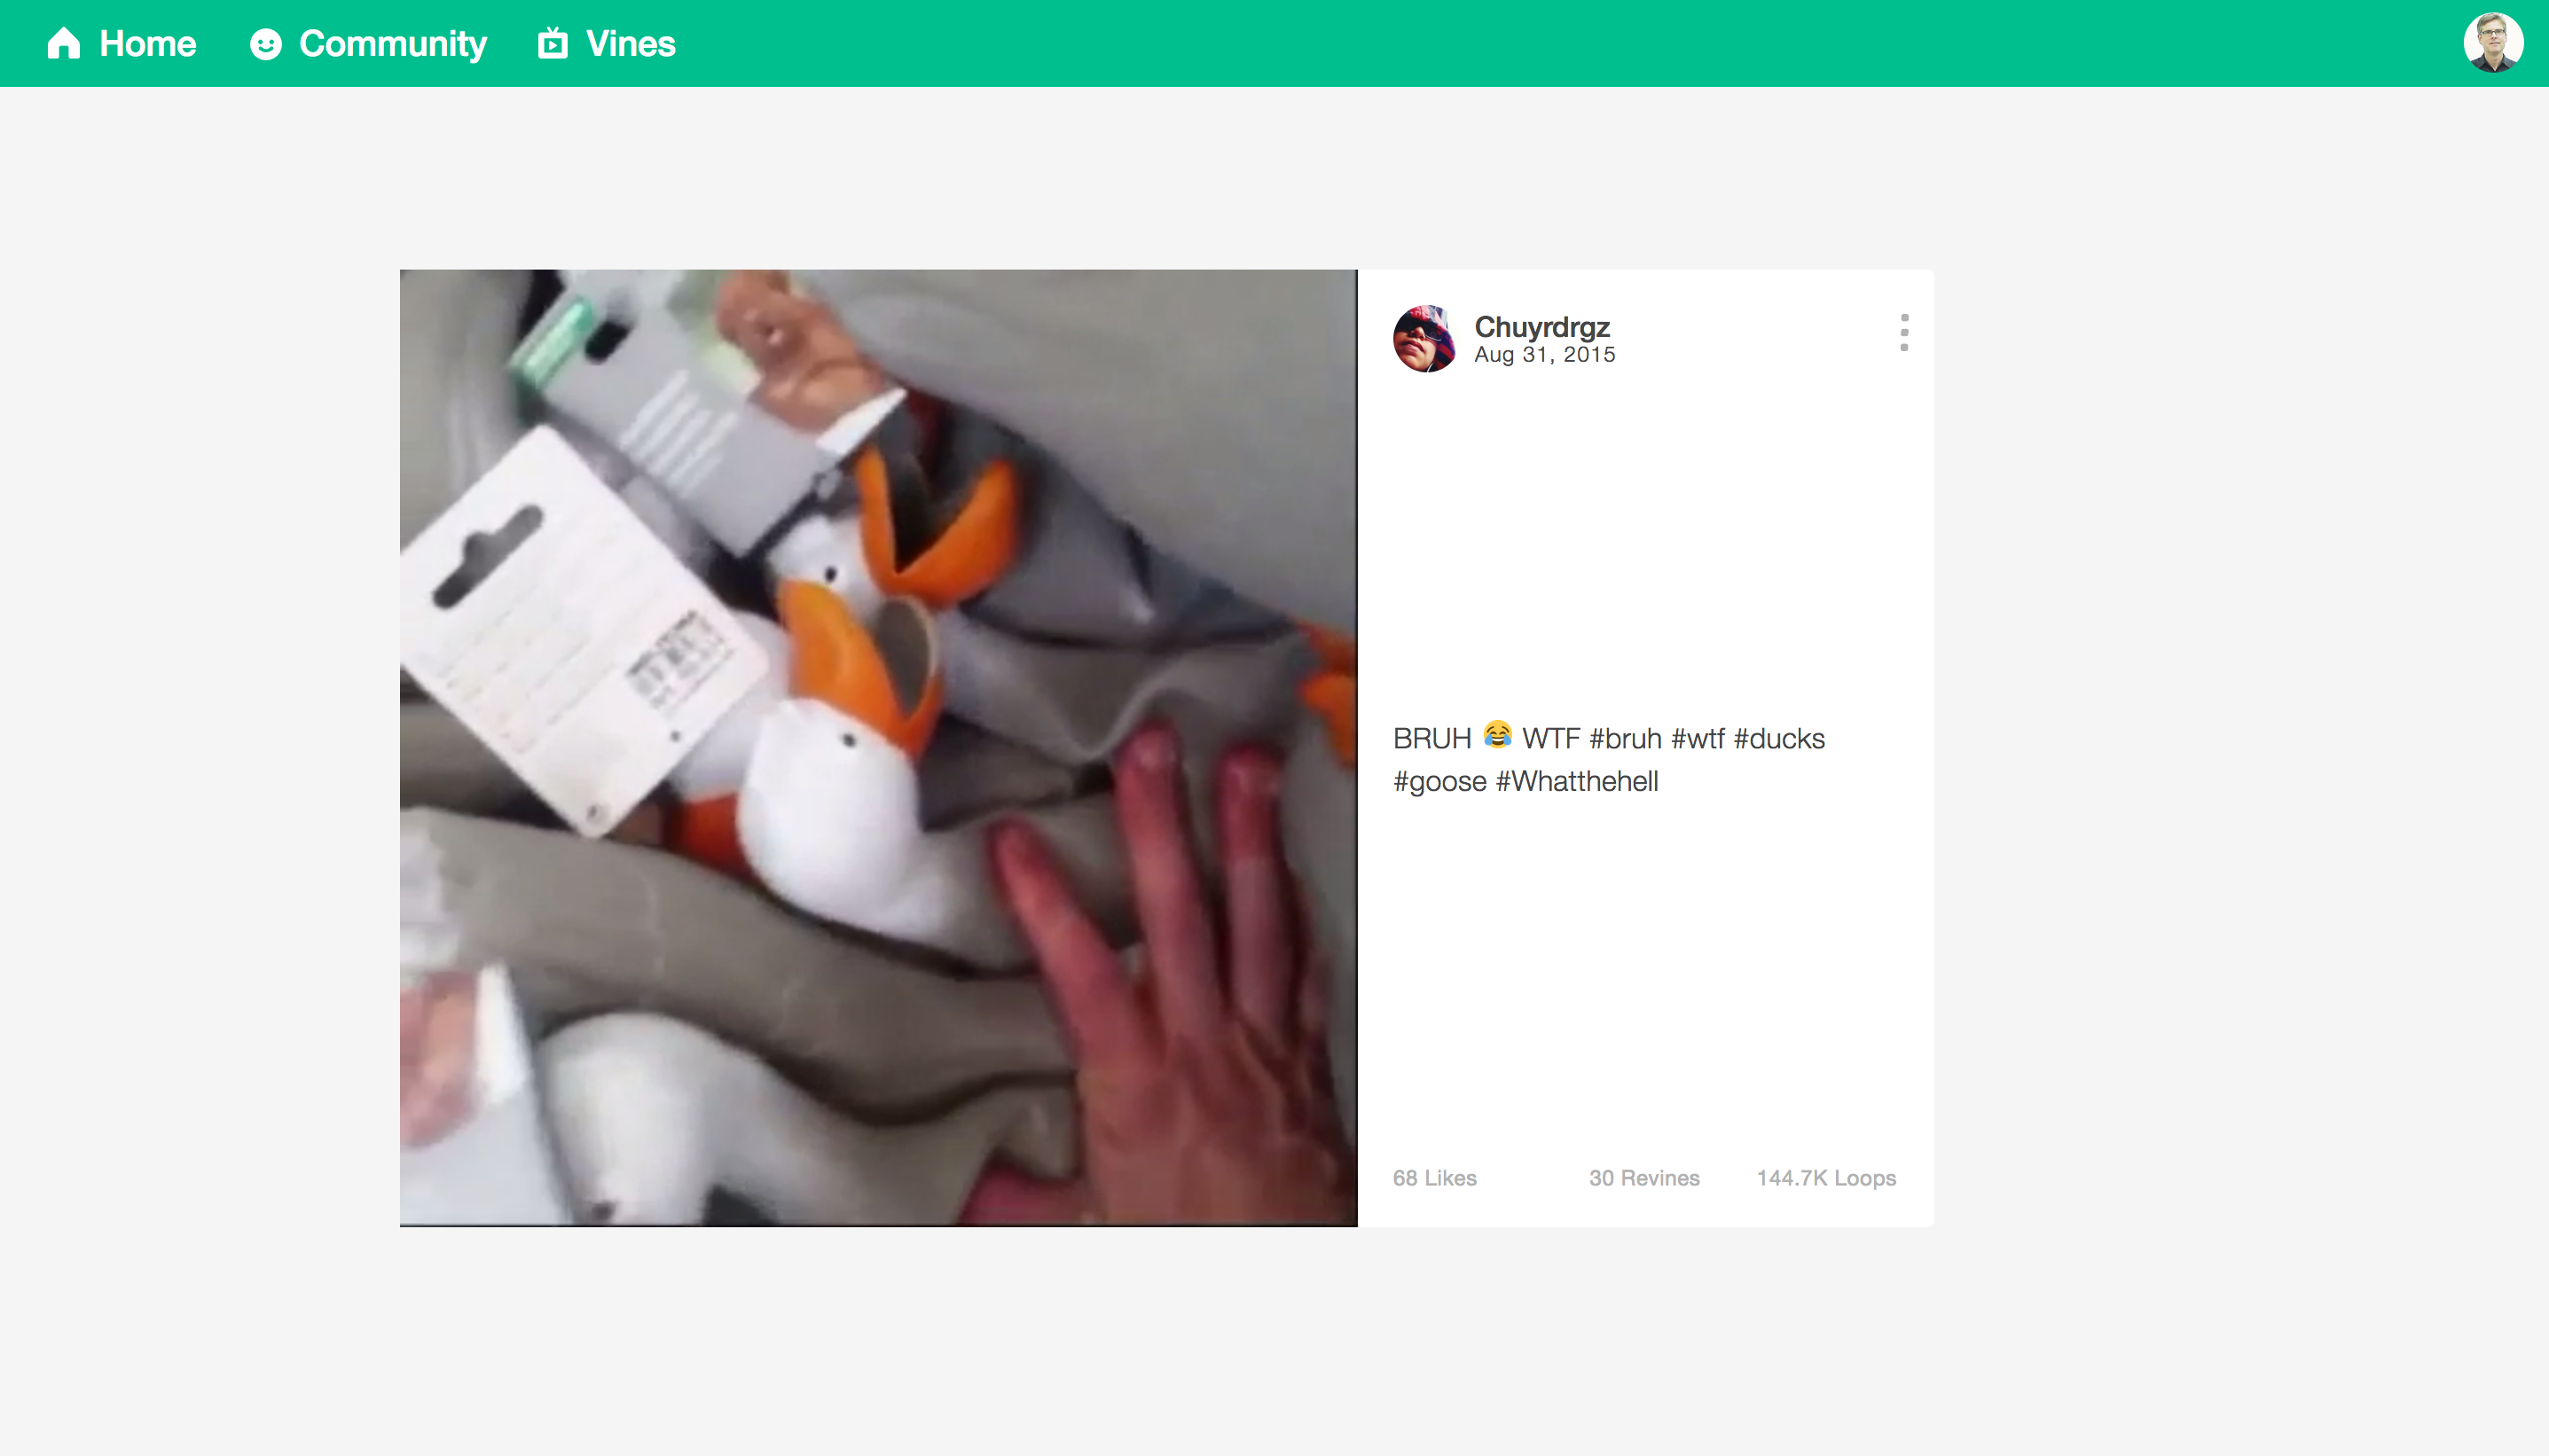 Home Community Vines
Chuyrdrgz
Aug 31, 2015
BRUH 😂 WTF #bruh #wtf #ducks
#goose #Whatthehell
68 Likes 30 Revines 144.7K Loops